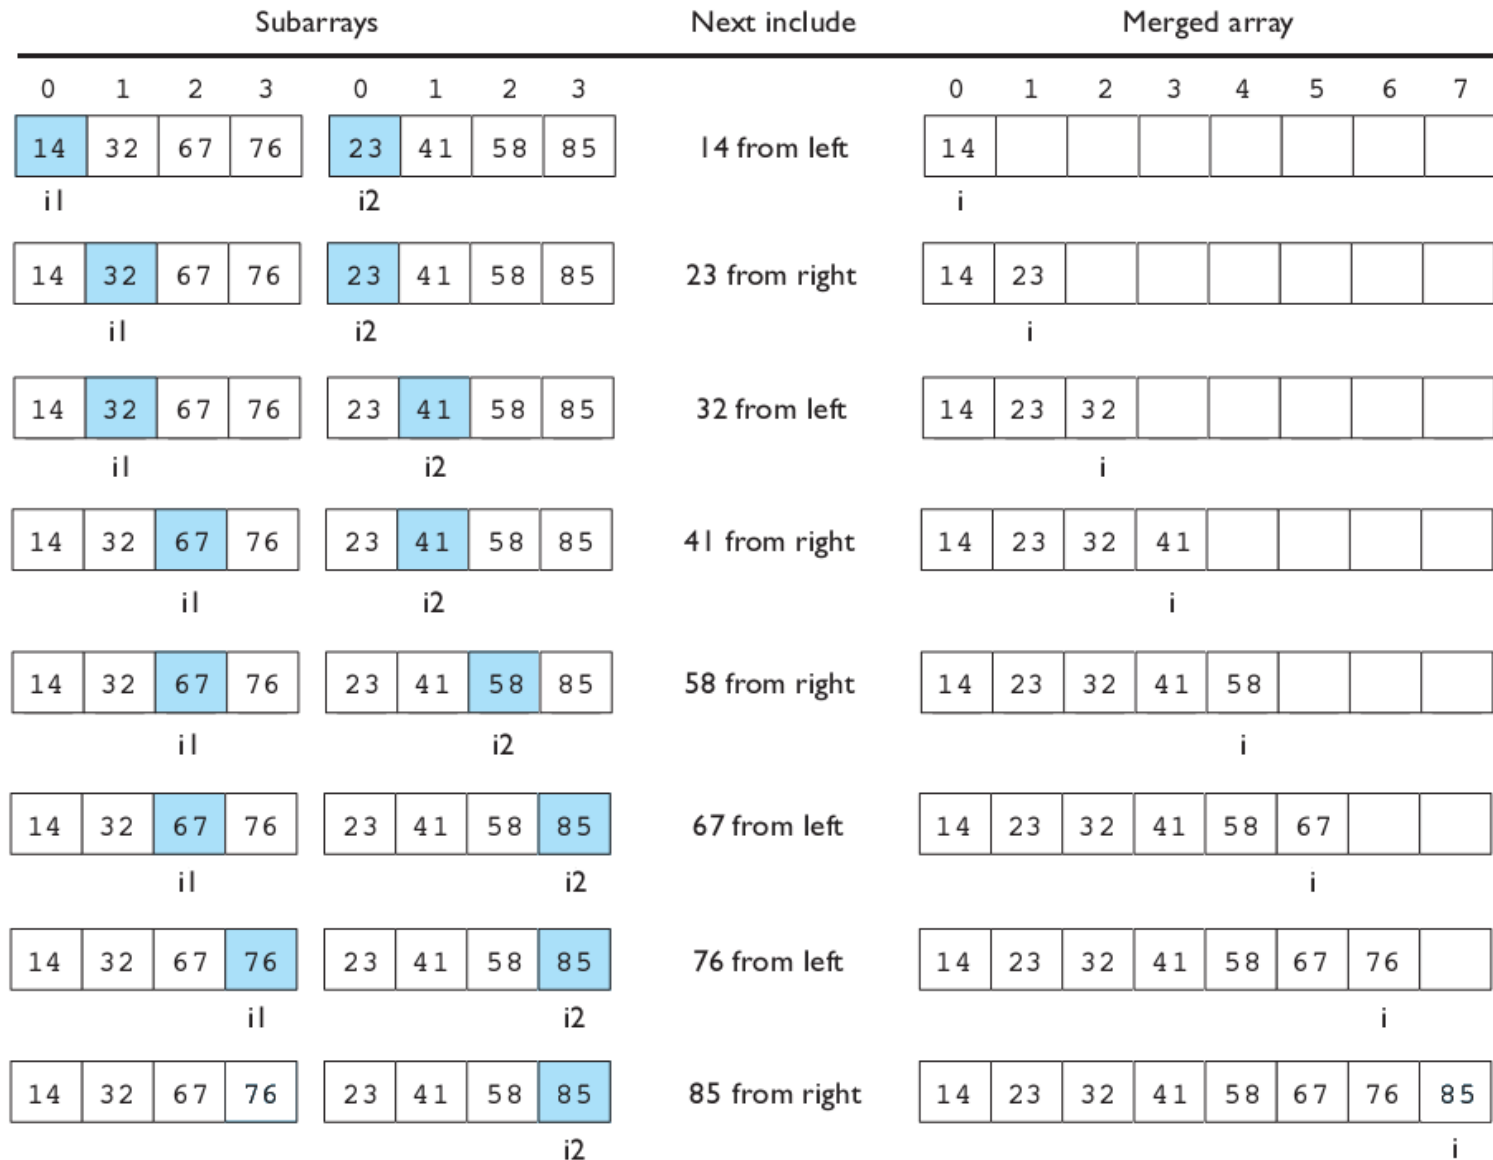 Subarrays Next include Merged array
0 1 2 3 0 1 2 3 0 1 2 3 4 5 6 7
14 32 67 76 23 41 58 85 14 from left 14
i1 i2 i
14 32 67 76 23 41 58 85 23 from right 14 23
i1 i2 i
14 32 67 76 23 41 58 85 32 from left 14 23 32
i1 i2 i
14 32 67 76 23 41 58 85 41 from right 14 23 32 41
i1 i2 i
14 32 67 76 23 41 58 85 58 from right 14 23 32 41 58
i1 i2 i
14 32 67 76 23 41 58 85 67 from left 14 23 32 41 58 67
i1 i2 i
14 32 67 76 23 41 58 85 76 from left 14 23 32 41 58 67 76
i1 i2 i
14 32 67 76 23 41 58 85 85 from right 14 23 32 41 58 67 76 85
i2 i